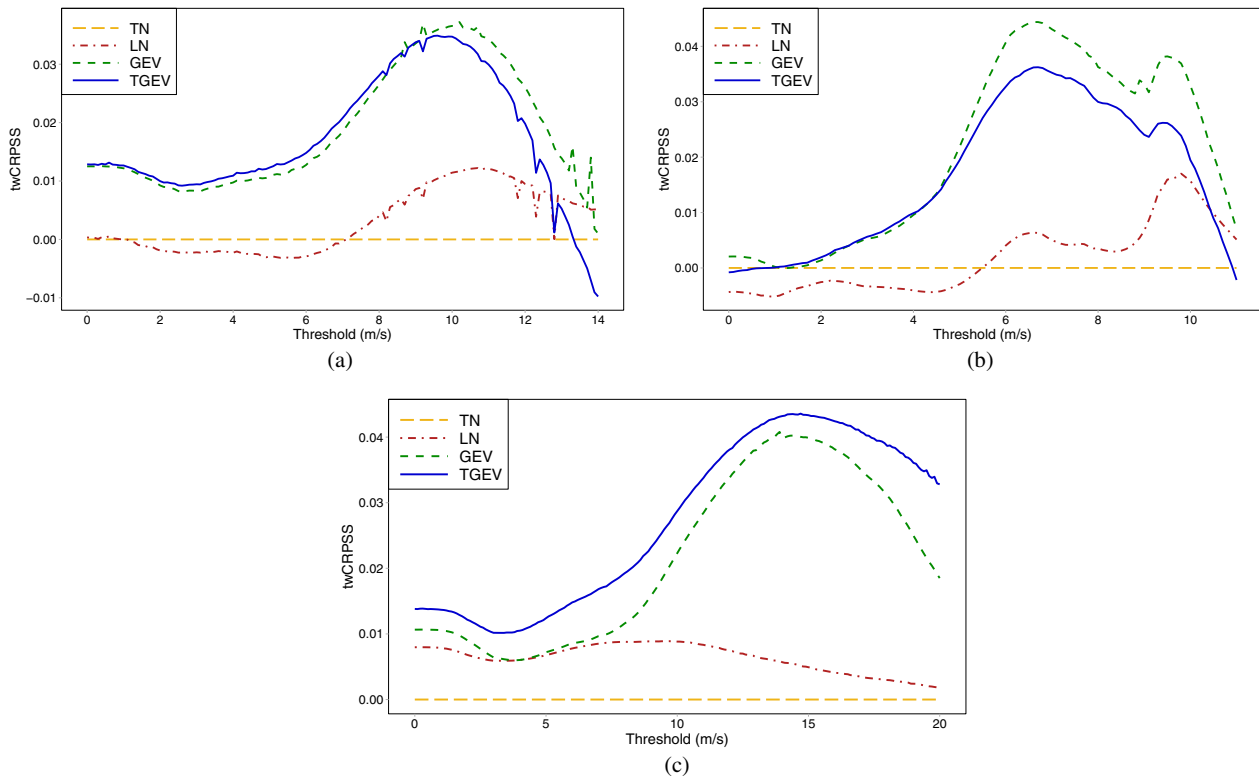 TN
LN
GEV
TGEV
twCRPSS
0.03
0.02
0.01
0.00
−0.01
0 2 4 6 8 10 12 14
Threshold (m/s)
(a)
TN
LN
GEV
TGEV
twCRPSS
0.04
0.03
0.02
0.01
0.00
0 2 4 6 8 10
Threshold (m/s)
(b)
TN
LN
GEV
TGEV
twCRPSS
0.04
0.03
0.02
0.01
0.00
0 5 10 15 20
Threshold (m/s)
(c)